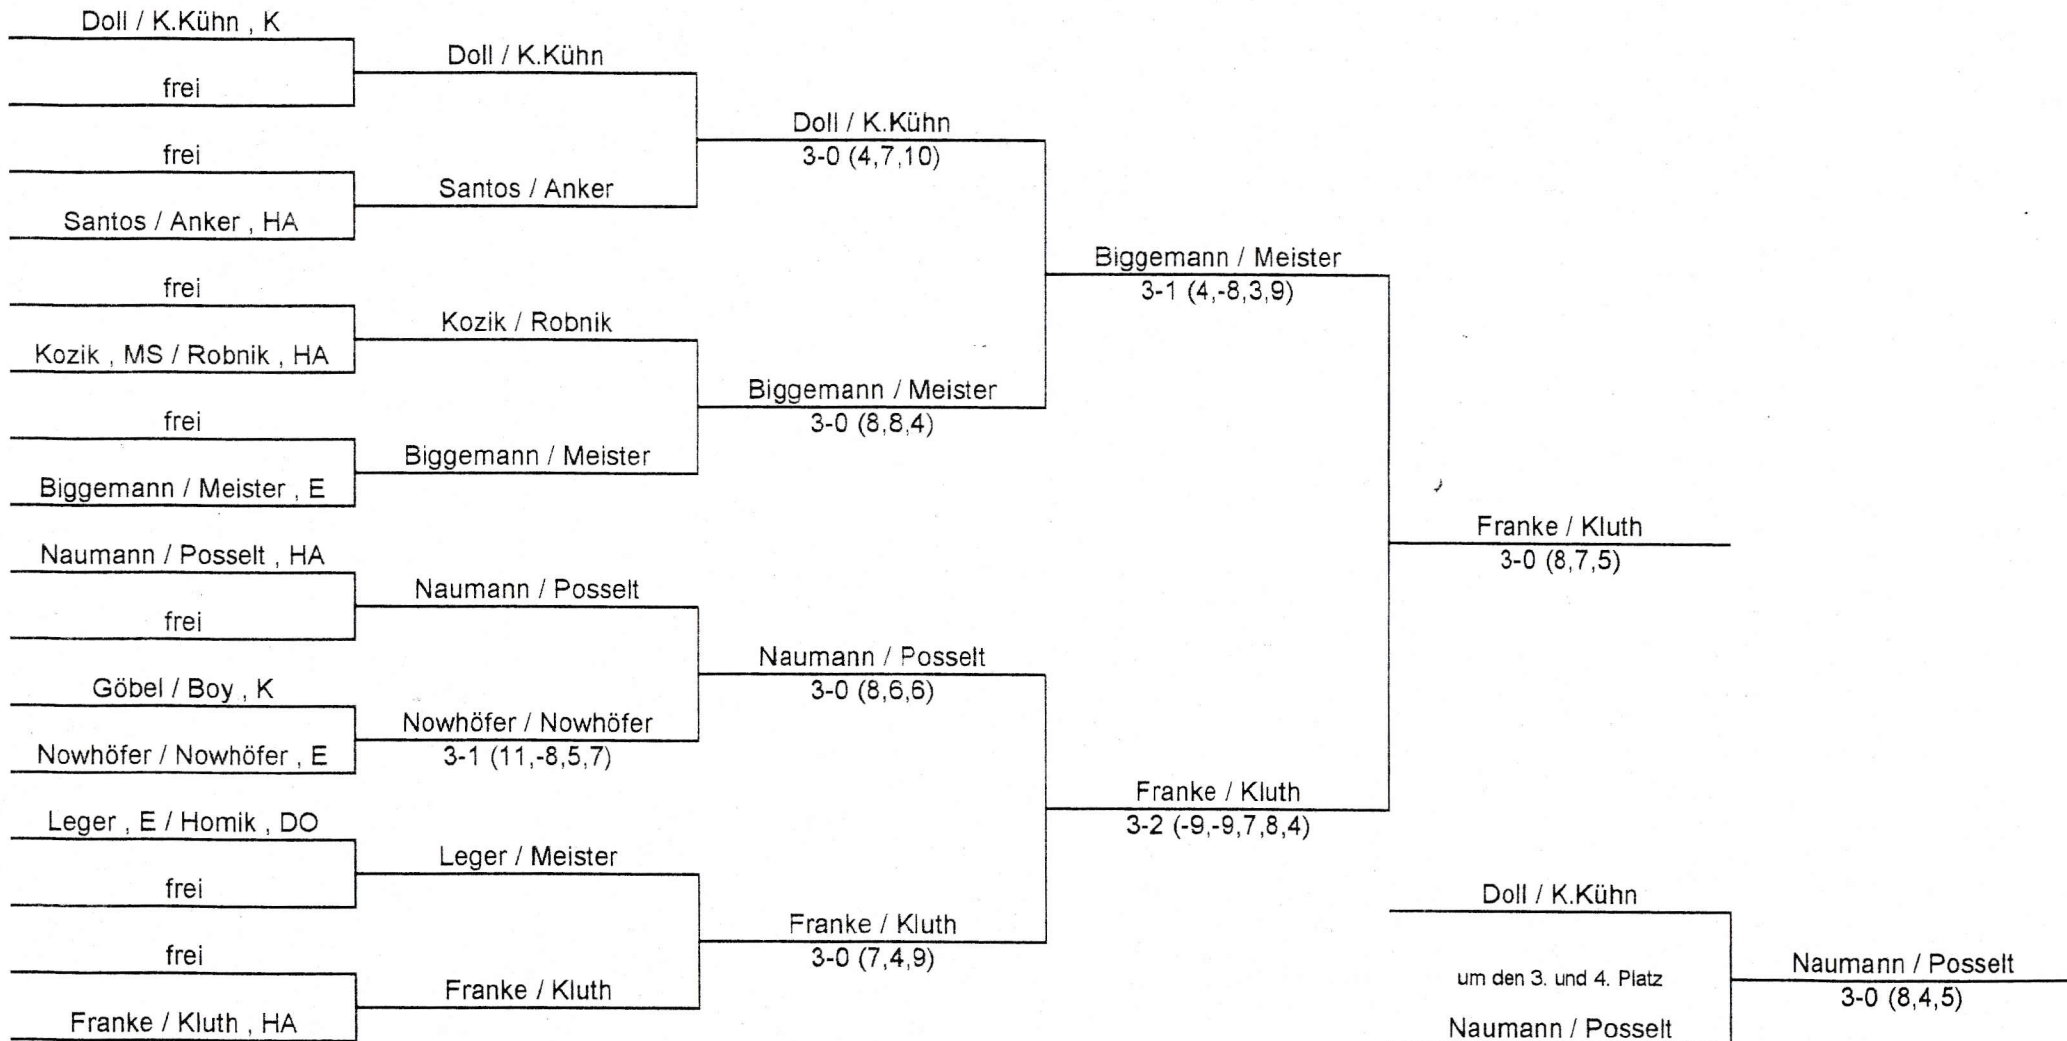 Doll / K.Kühn , K
frei
frei
Santos / Anker , HA
frei
Kozik , MS / Robnik , HA
frei
Biggemann / Meister , E
Naumann / Posselt , HA
frei
Göbel / Boy , K
Nowhöfer / Nowhöfer , E
Leger , E / Homik , DO
frei
frei
Franke / Kluth , HA
Doll / K.Kühn
Santos / Anker
Kozik / Robnik
Biggemann / Meister
Naumann / Posselt
Nowhöfer / Nowhöfer
3-1 (11,-8,5,7)
Leger / Meister
Franke / Kluth
Doll / K.Kühn
3-0 (4,7,10)
Biggemann / Meister
3-0 (8,8,4)
Naumann / Posselt
3-0 (8,6,6)
Franke / Kluth
3-0 (7,4,9)
Biggemann / Meister
3-1 (4,-8,3,9)
Franke / Kluth
3-2 (-9,-9,7,8,4)
Franke / Kluth
3-0 (8,7,5)
Doll / K.Kühn
um den 3. und 4. Platz
Naumann / Posselt
Naumann / Posselt
3-0 (8,4,5)